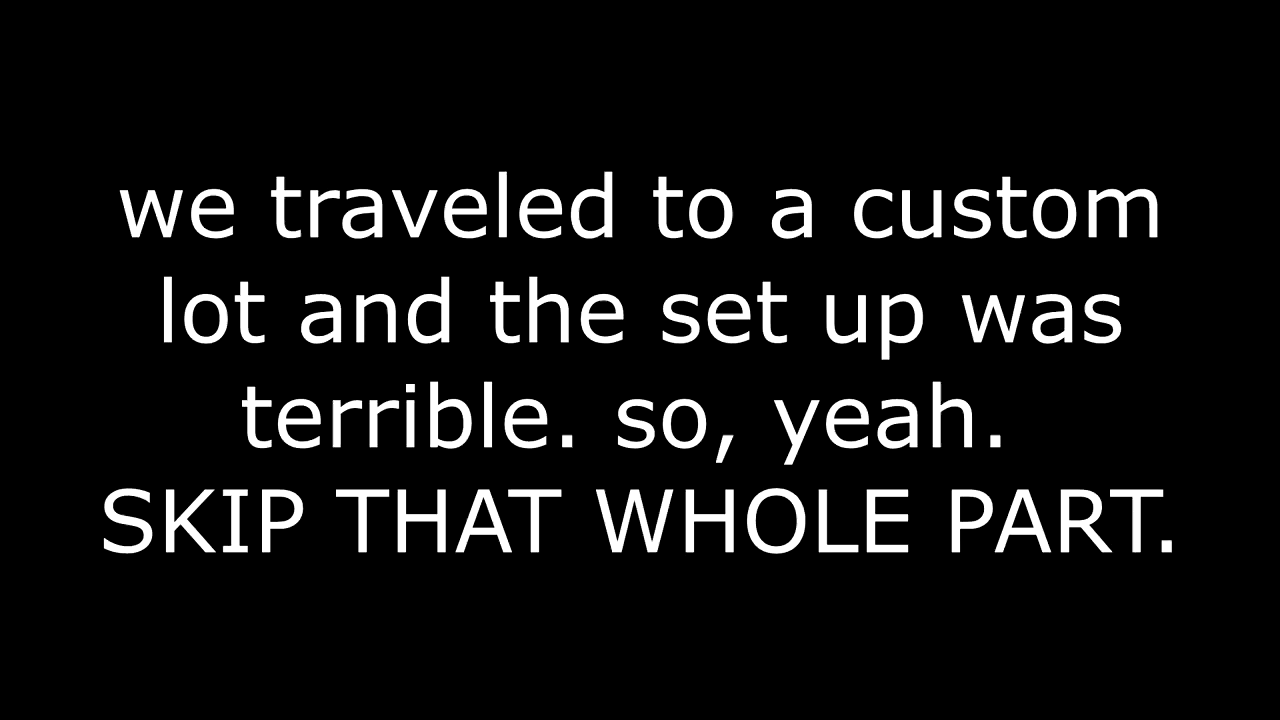 we traveled to a custom
lot and the set up was
terrible. so, yeah.
SKIP THAT WHOLE PART.